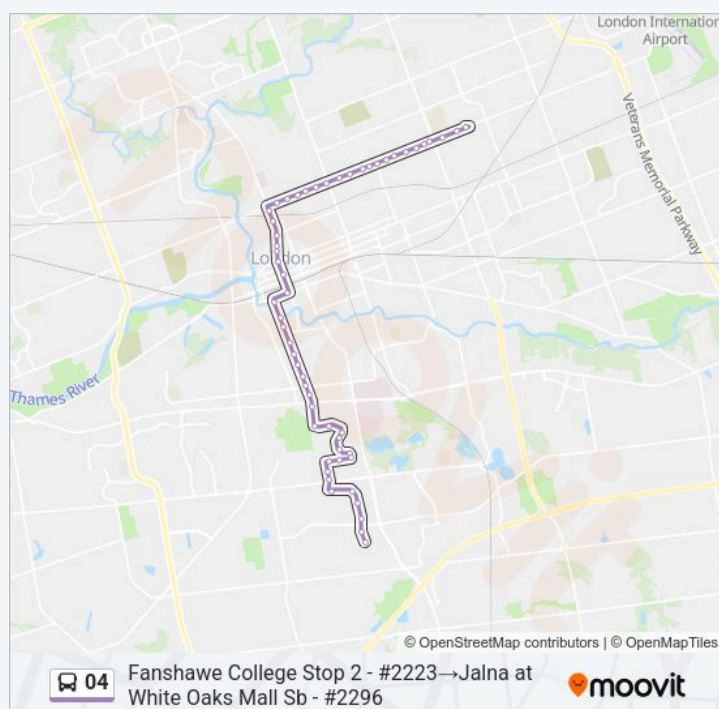 London Internation
Airport
Veterans Memorial Parkway
London
Thames River
© OpenStreetMap contributors | © OpenMapTiles
04
Fanshawe College Stop 2 - #2223→Jalna at
White Oaks Mall Sb - #2296
moovit